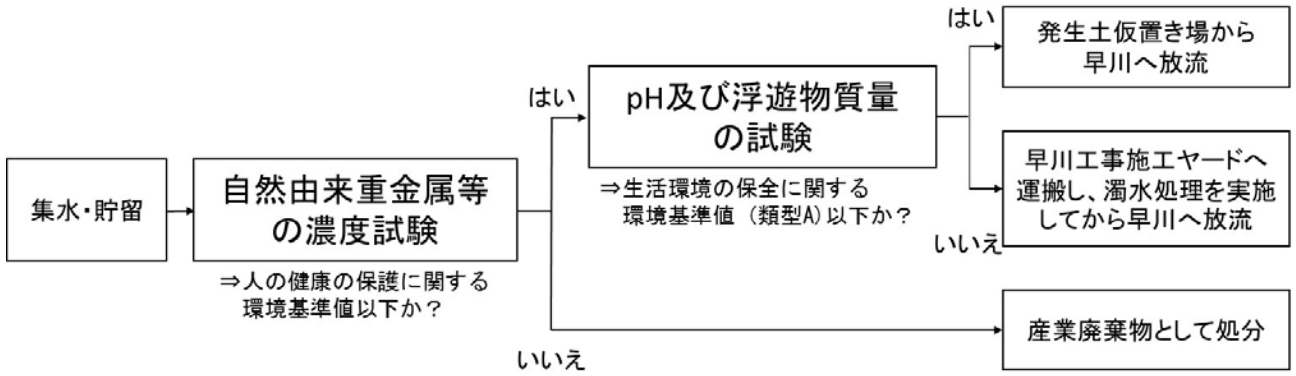 集水・貯留
自然由来重金属等
の濃度試験
⇒人の健康の保護に関する
環境基準値以下か？
はい
いいえ
pH及び浮遊物質量
の試験
⇒生活環境の保全に関する
環境基準値（類型A）以下か？
はい
いいえ
発生土仮置き場から
早川へ放流
早川工事施工ヤードへ
運搬し、濁水処理を実施
してから早川へ放流
産業廃棄物として処分